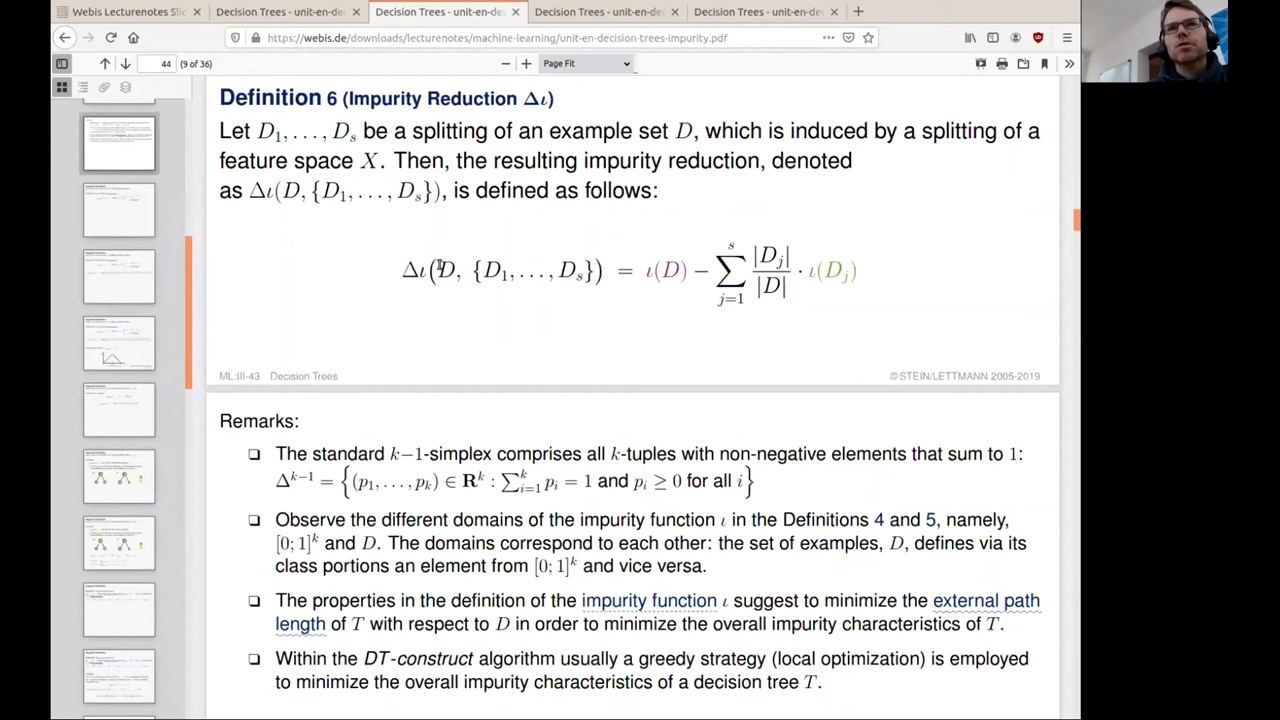 Webis Lecturenotes Slic
Decision Trees - unit-en-dec
Decision Trees - unit-en-dec
Decision Trees - unit-en-dec
Decision Trees - unit-en-dec
https://webis.de/downloads/lecturenotes/machine-learning/unit-en-decision-trees-impurity.pdf
44 (9 of 36)
Page Fit
Definition 6 (Impurity Reduction Δι)
Let D₁, . . . , Dₛ be a splitting of an example set D, which is induced by a splitting of a
feature space X. Then, the resulting impurity reduction, denoted
as Δι(D, {D₁, . . . , Dₛ}), is defined as follows:
Δι(D, {D₁, . . . , Dₛ}) = ι(D) − ∑ⱼ₌₁ˢ |Dⱼ|/|D| · ι(Dⱼ)
ML:III-43 Decision Trees
© STEIN/LETTMANN 2005-2019
Remarks:
❑ The standard k−1-simplex comprises all k-tuples with non-negative elements that sum to 1:
Δᵏ⁻¹ = {(p₁, . . . , pₖ) ∈ Rᵏ : ∑ᵢ₌₁ᵏ pᵢ = 1 and pᵢ ≥ 0 for all i}
❑ Observe the different domains of the impurity function ι in the Definitions 4 and 5, namely,
[0; 1]ᵏ and D. The domains correspond to each other: the set of examples, D, defines via its
class portions an element from [0; 1]ᵏ and vice versa.
❑ The properties in the definition of the impurity function ι suggest to minimize the external path
length of T with respect to D in order to minimize the overall impurity characteristics of T.
❑ Within the DT-construct algorithm usually a greedy strategy (local optimization) is employed
to minimize the overall impurity characteristics of a decision tree T.